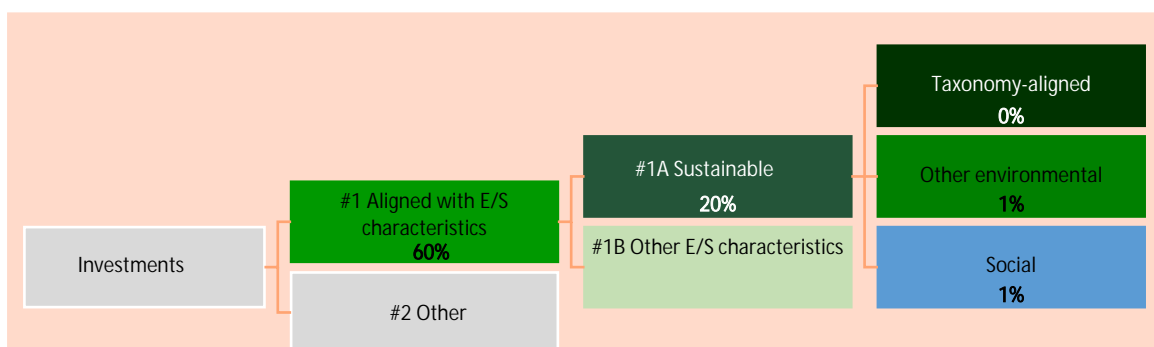 Investments
#1 Aligned with E/S
characteristics
60%
#2 Other
#1A Sustainable
20%
#1B Other E/S characteristics
Taxonomy-aligned
0%
Other environmental
1%
Social
1%